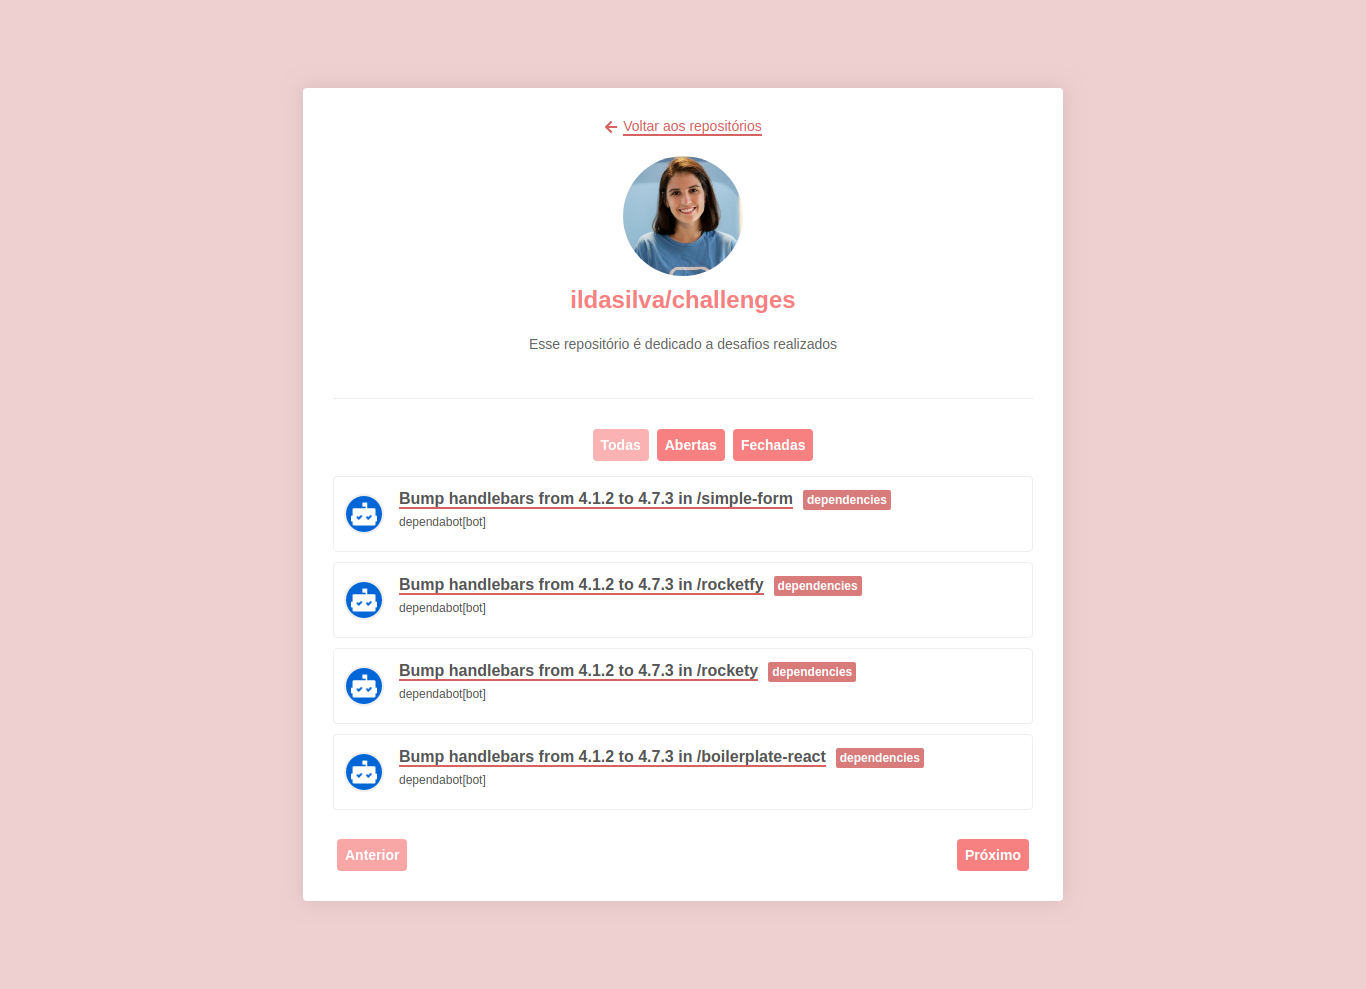 Voltar aos repositórios
ildasilva/challenges
Esse repositório é dedicado a desafios realizados
Todas Abertas Fechadas
Bump handlebars from 4.1.2 to 4.7.3 in /simple-form dependencies
dependabot[bot]
Bump handlebars from 4.1.2 to 4.7.3 in /rocketfy dependencies
dependabot[bot]
Bump handlebars from 4.1.2 to 4.7.3 in /rockety dependencies
dependabot[bot]
Bump handlebars from 4.1.2 to 4.7.3 in /boilerplate-react dependencies
dependabot[bot]
Anterior Próximo